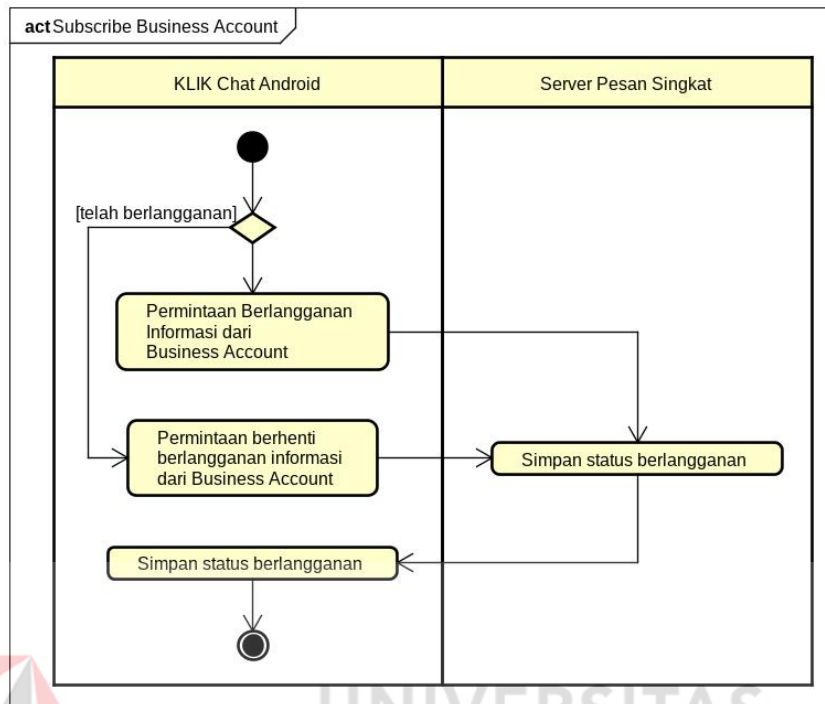 act Subscribe Business Account
KLIK Chat Android
Server Pesan Singkat
[telah berlangganan]
Permintaan Berlangganan
Informasi dari
Business Account
Permintaan berhenti
berlangganan informasi
dari Business Account
Simpan status berlangganan
Simpan status berlangganan
UNIVERSITAS